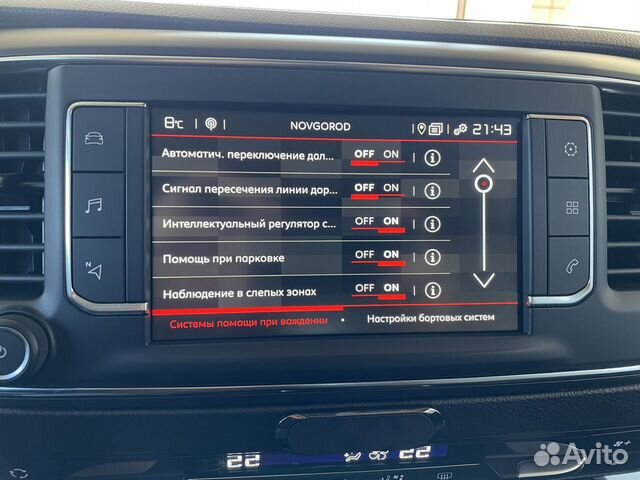 8°C
NOVGOROD
21:43
Автоматич. переключение дал... OFF ON
Сигнал пересечения линии дор... OFF ON
Интеллектуальный регулятор с... OFF ON
Помощь при парковке OFF ON
Наблюдение в слепых зонах OFF ON
Системы помощи при вождении • Настройки бортовых систем
N
22 22
Avito